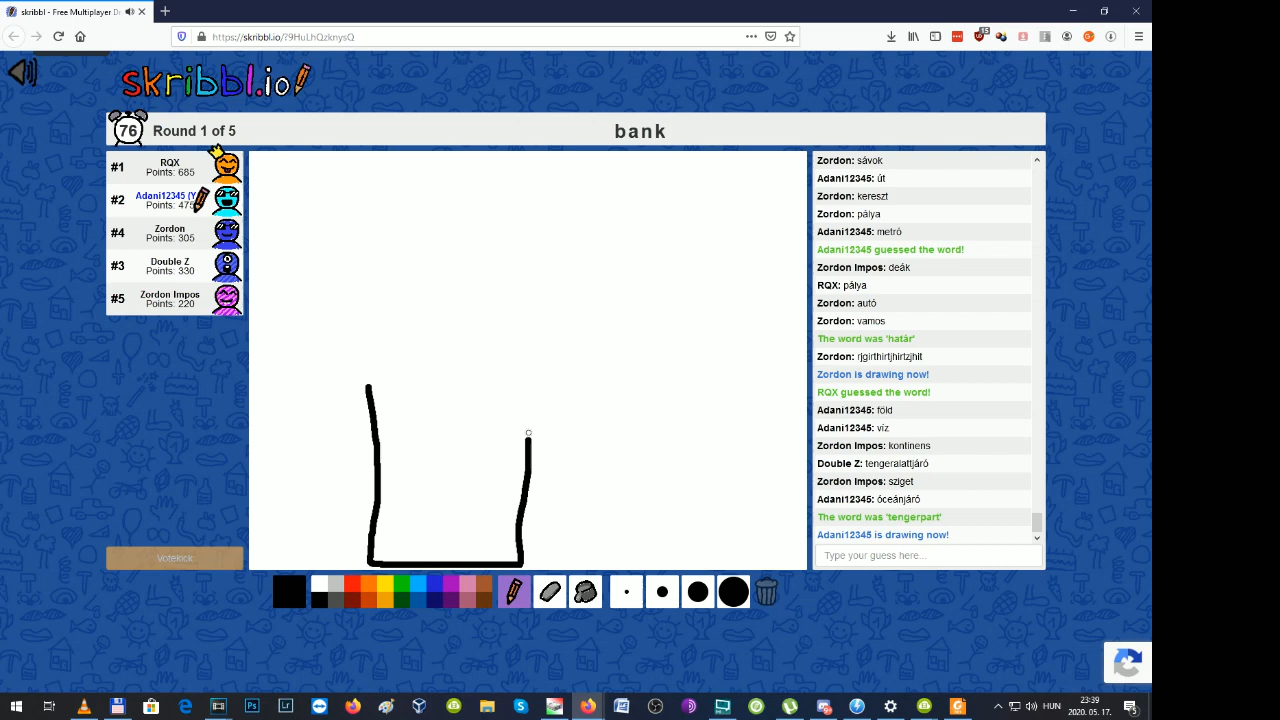 skribbl.io - Free Multiplayer Dr
https://skribbl.io/?9HuLhQzknysQ
15
skribbl.io
76
Round 1 of 5
bank
#1
RQX
Points: 685
#2
Adani12345 (Y
Points: 475
#4
Zordon
Points: 305
#3
Double Z
Points: 330
#5
Zordon Impos
Points: 220
Votekick
Zordon: sávok
Adani12345: út
Zordon: kereszt
Zordon: pálya
Adani12345: metró
Adani12345 guessed the word!
Zordon Impos: deák
RQX: pálya
Zordon: autó
Zordon: vamos
The word was 'határ'
Zordon: rjgirthirtjhirtzjhit
Zordon is drawing now!
RQX guessed the word!
Adani12345: föld
Adani12345: víz
Zordon Impos: kontinens
Double Z: tengeralattjáró
Zordon Impos: sziget
Adani12345: óceánjáró
The word was 'tengerpart'
Adani12345 is drawing now!
Type your guess here...
HUN
23:39
2020. 05. 17.